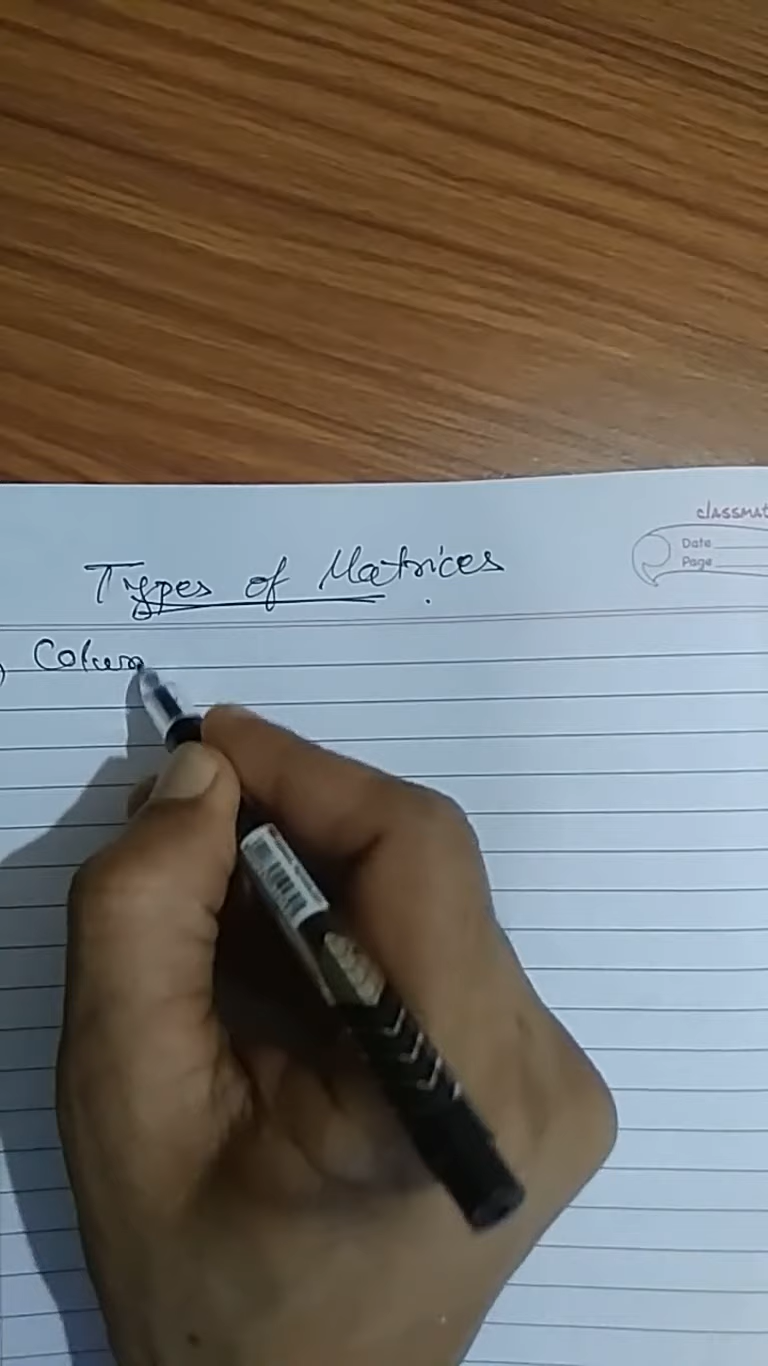 classmat
Date
Page
Types of Matrices
) Colum